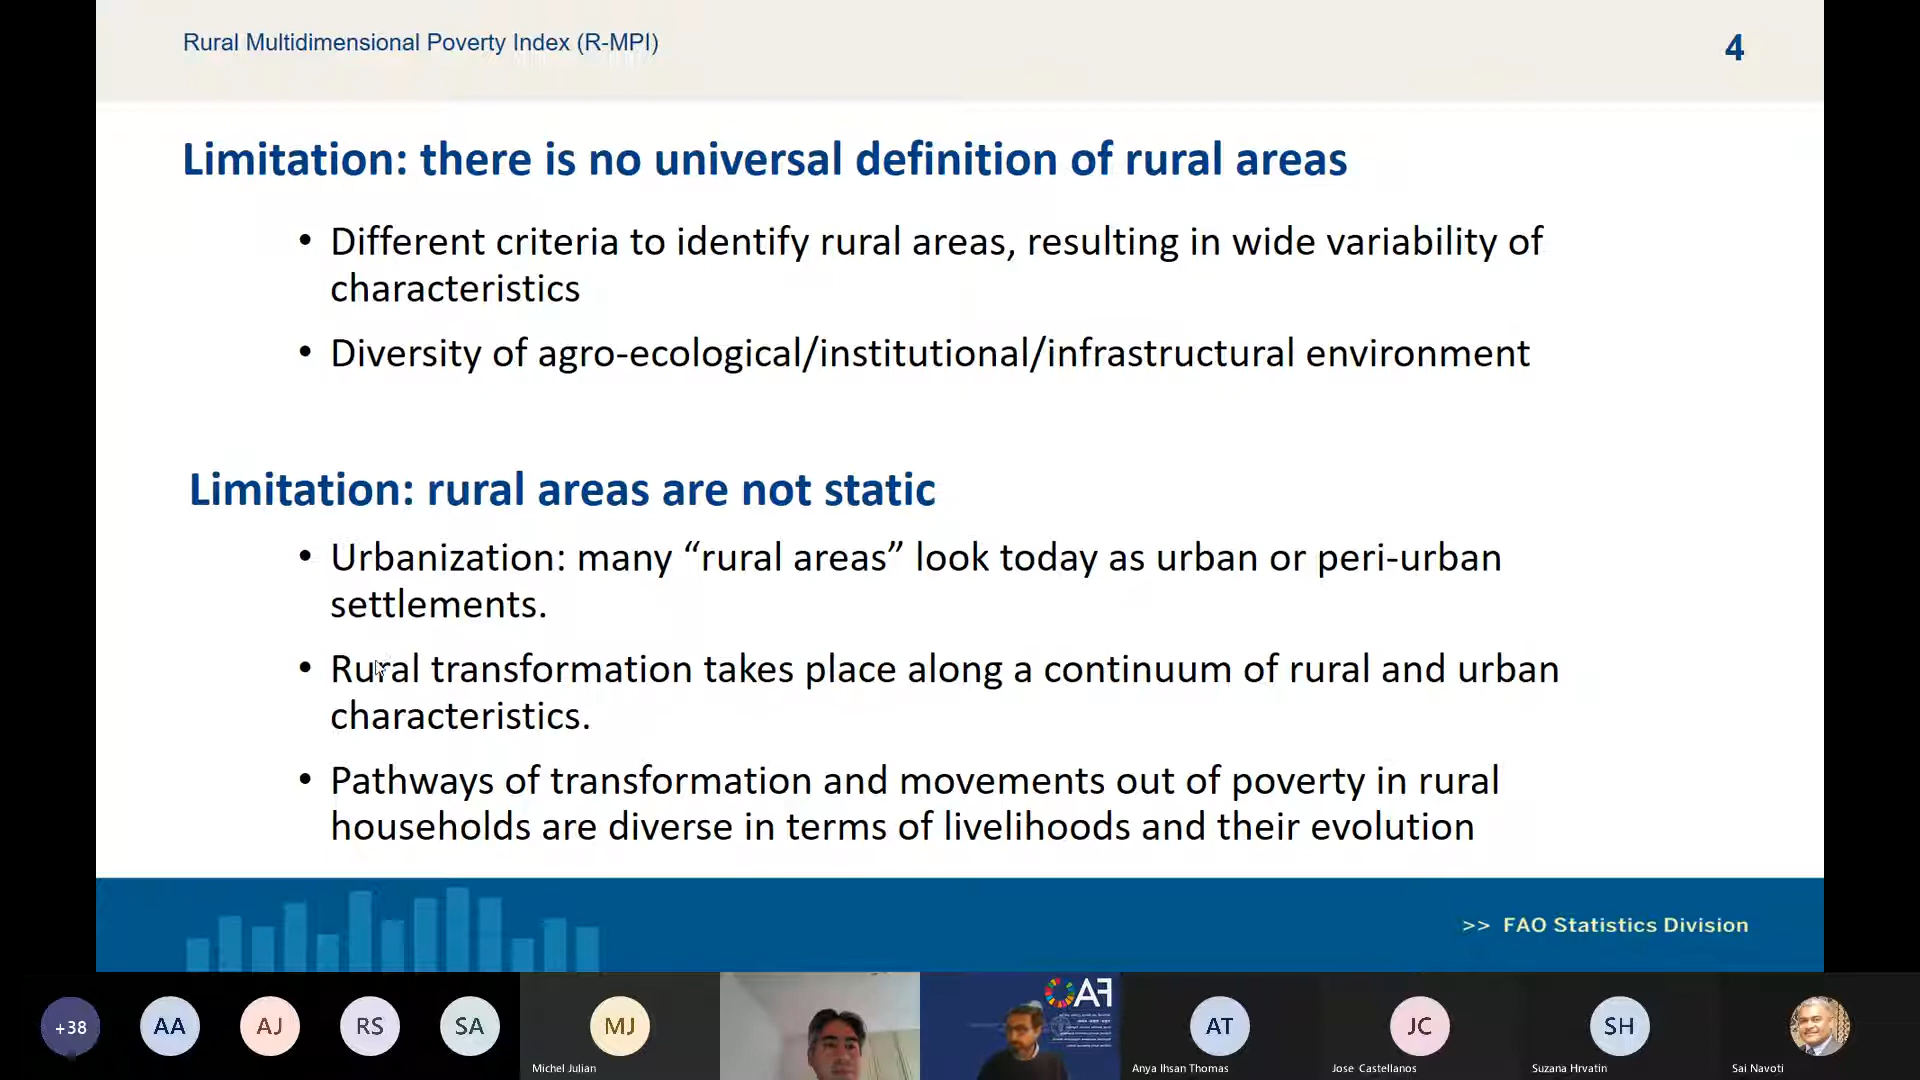 Rural Multidimensional Poverty Index (R-MPI)
4
Limitation: there is no universal definition of rural areas
• Different criteria to identify rural areas, resulting in wide variability of
characteristics
• Diversity of agro-ecological/institutional/infrastructural environment
Limitation: rural areas are not static
• Urbanization: many “rural areas” look today as urban or peri-urban
settlements.
• Rural transformation takes place along a continuum of rural and urban
characteristics.
• Pathways of transformation and movements out of poverty in rural
households are diverse in terms of livelihoods and their evolution
>> FAO Statistics Division
+38
AA
AJ
RS
SA
MJ
Michel Julian
FAO
AT
Anya Ihsan Thomas
JC
Jose Castellanos
SH
Suzana Hrvatin
Sai Navoti